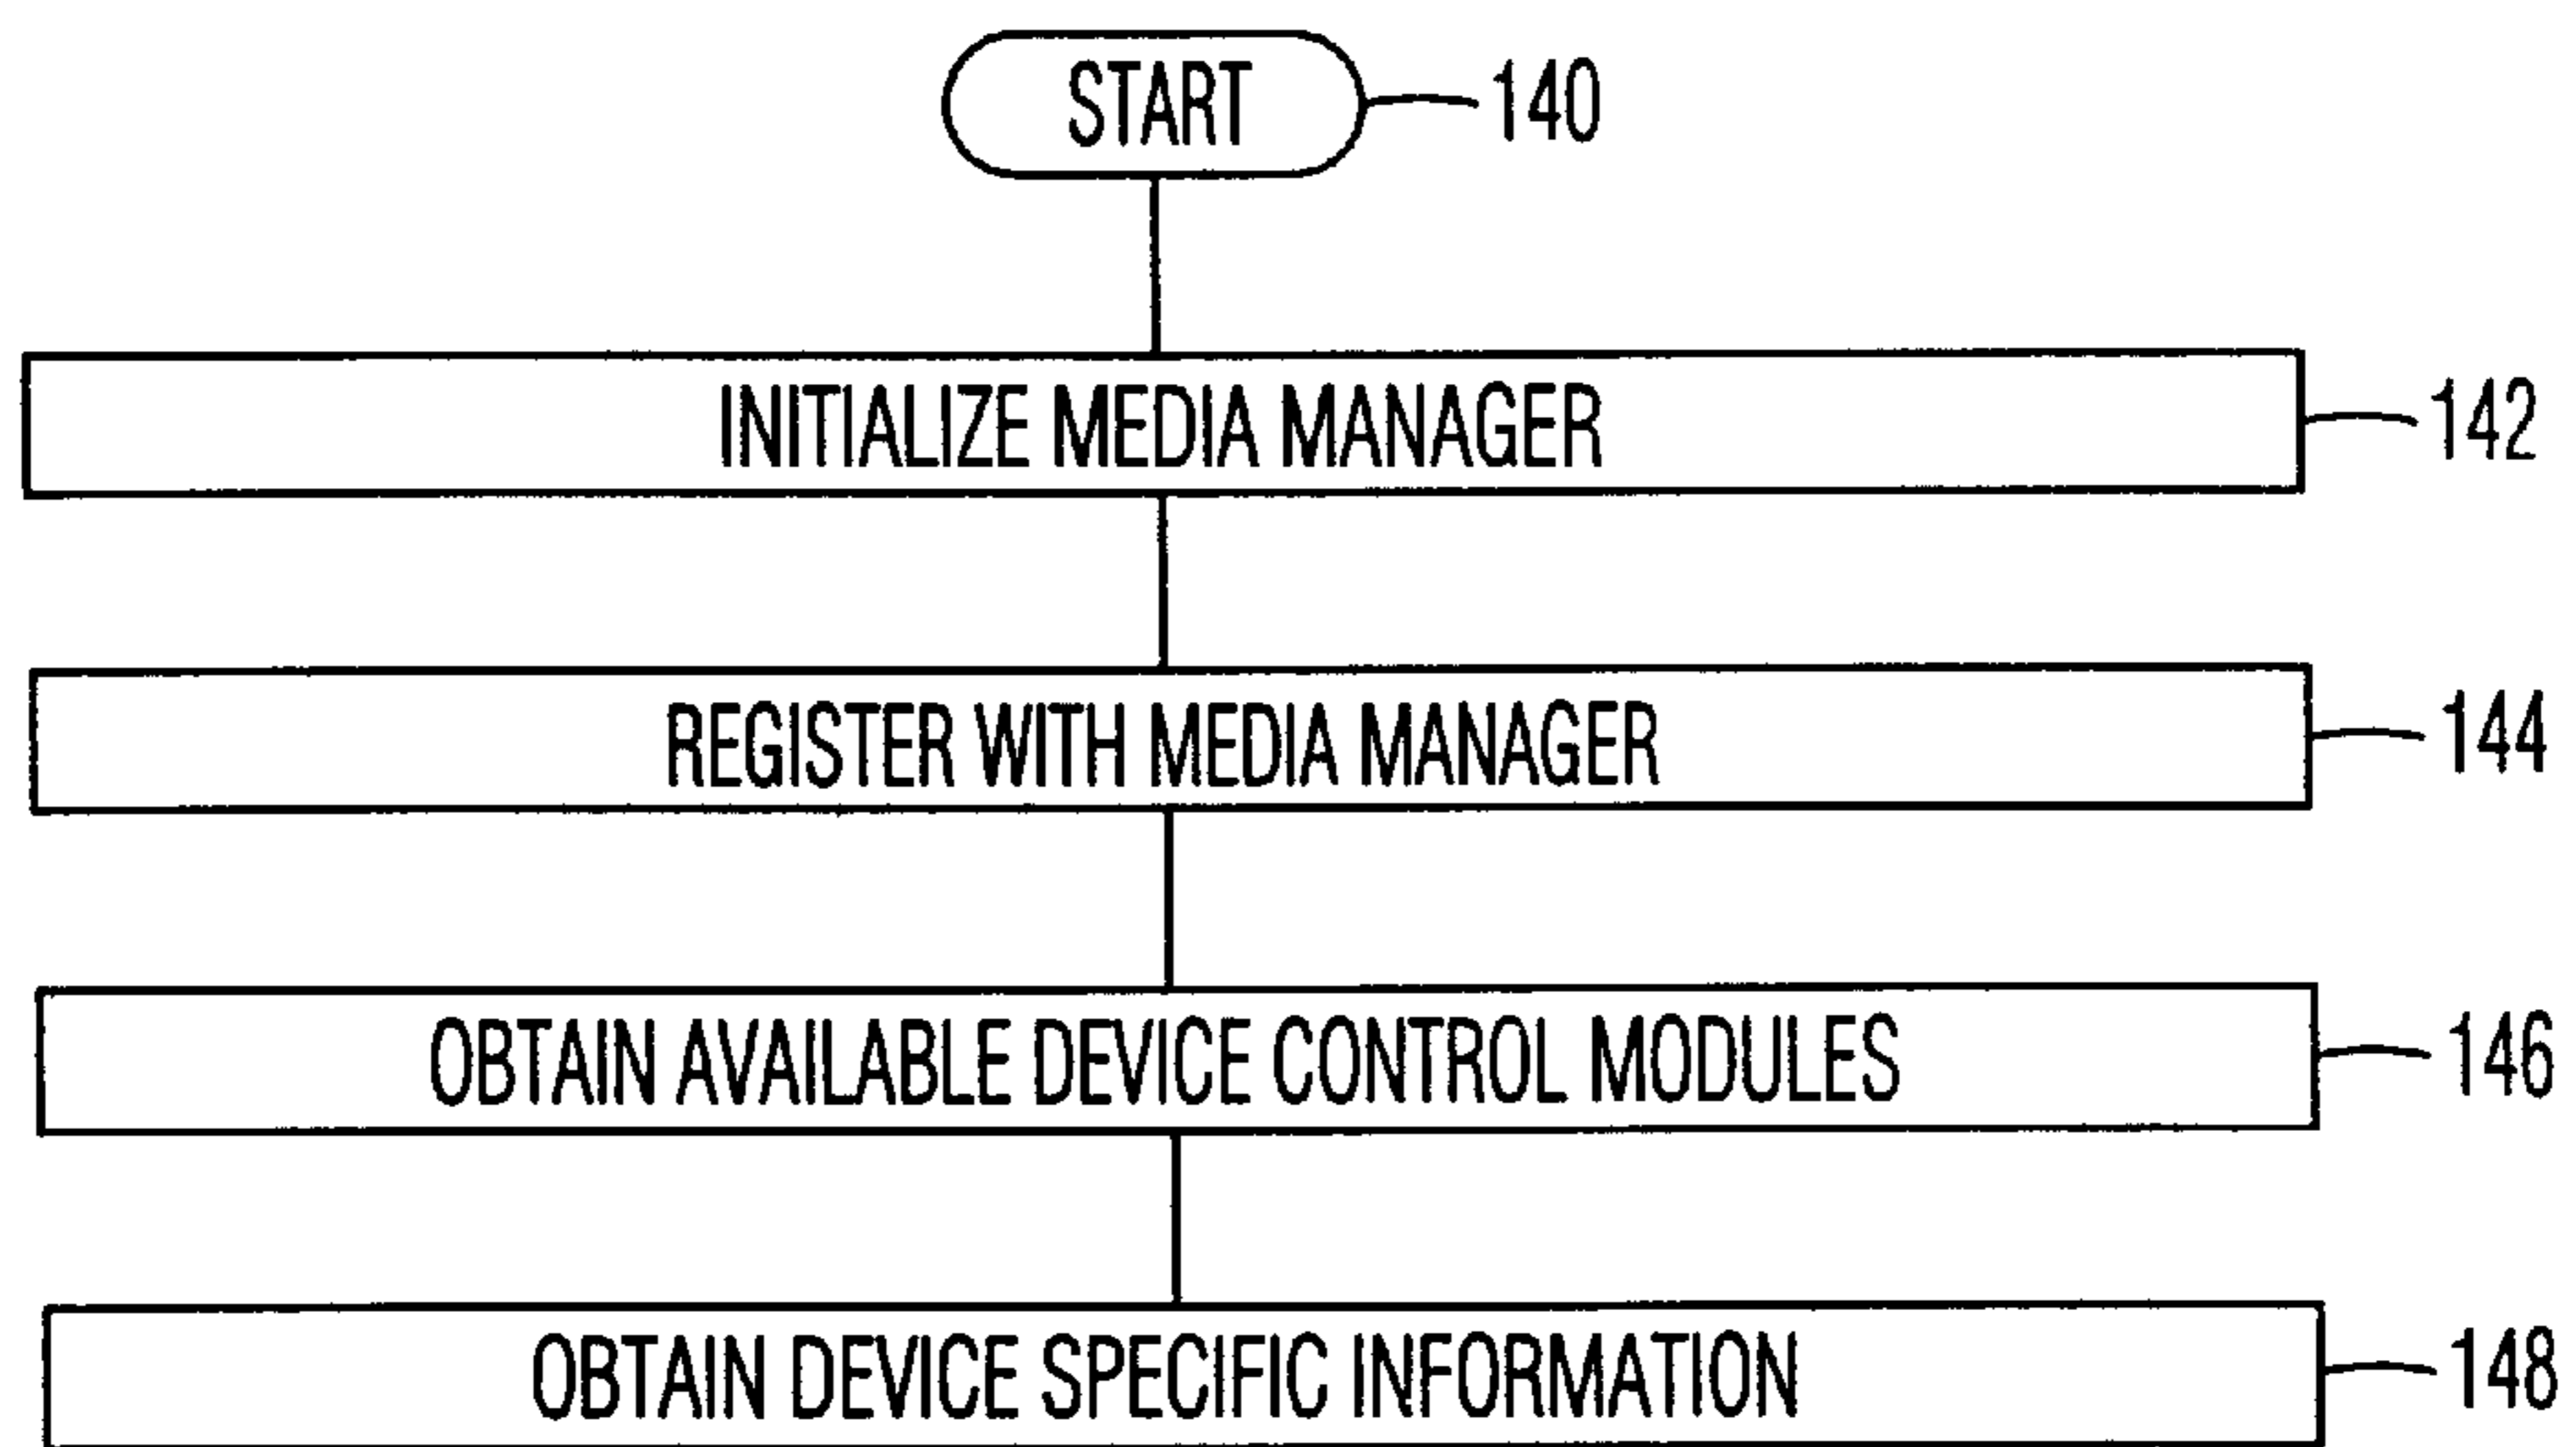 START 140
INITIALIZE MEDIA MANAGER 142
REGISTER WITH MEDIA MANAGER 144
OBTAIN AVAILABLE DEVICE CONTROL MODULES 146
OBTAIN DEVICE SPECIFIC INFORMATION 148